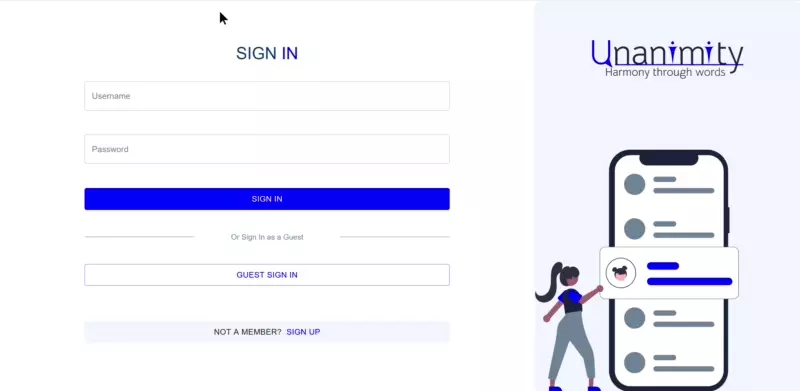 SIGN IN
Username
Password
SIGN IN
Or Sign In as a Guest
GUEST SIGN IN
NOT A MEMBER? SIGN UP
Unanimity
Harmony through words